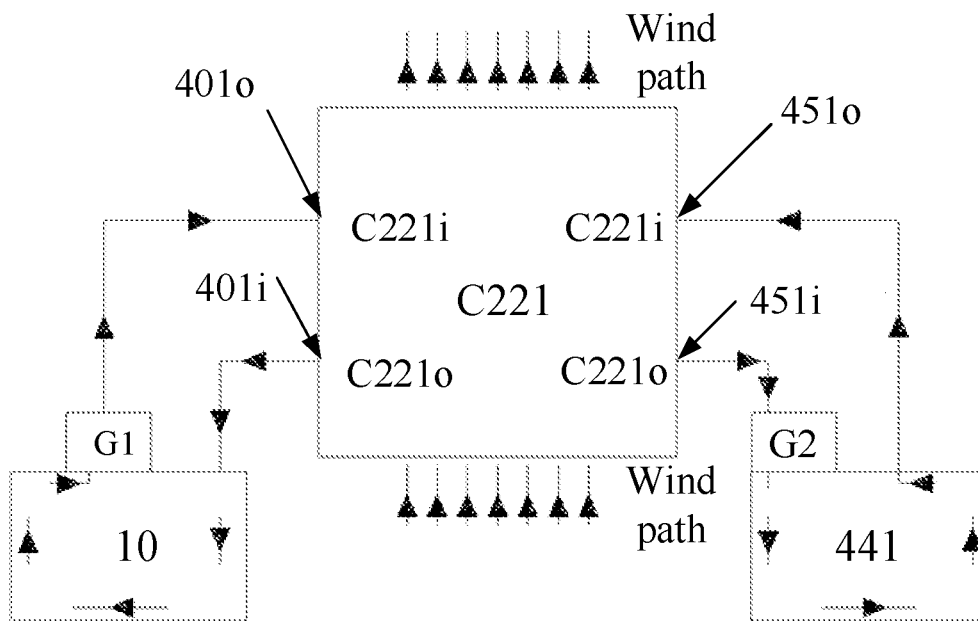 Wind
path
401o
451o
C221i
C221i
401i
C221
451i
C221o
C221o
G1
G2
Wind
path
10
441